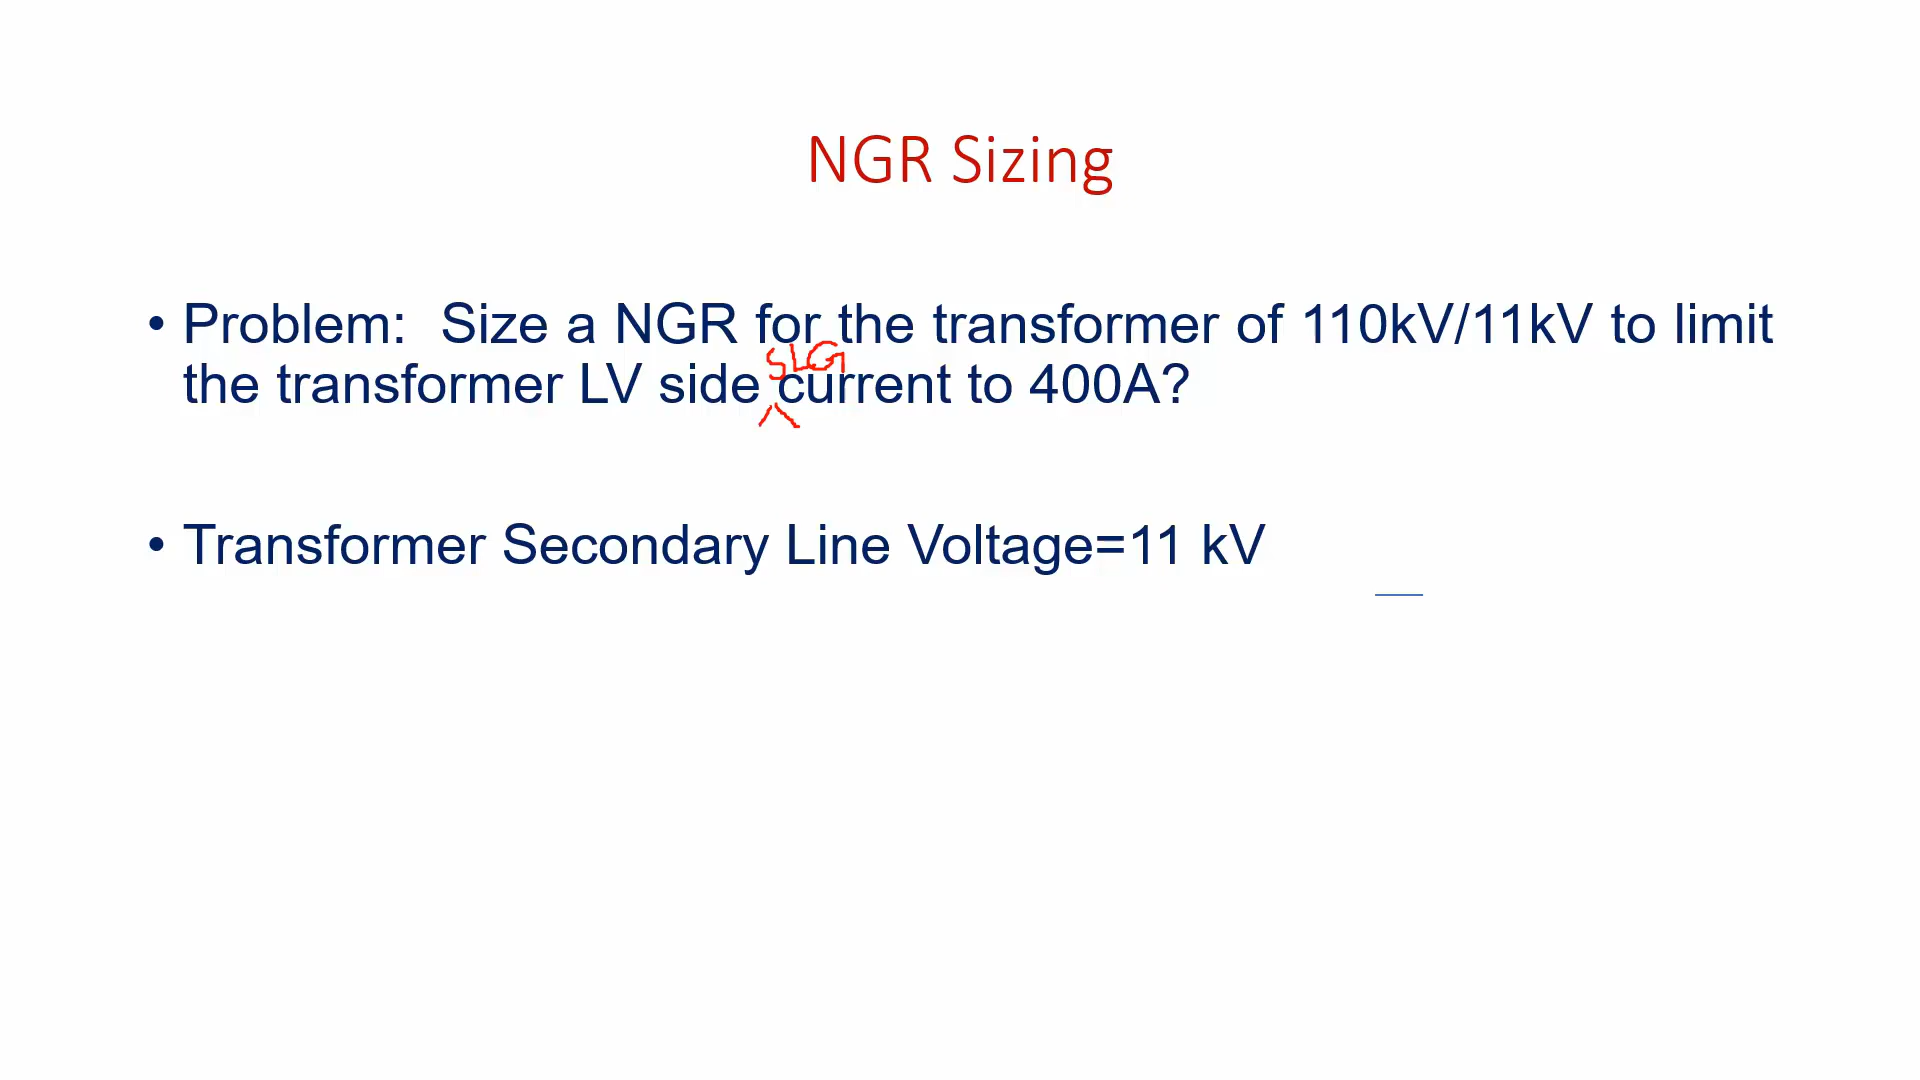 NGR Sizing
• Problem: Size a NGR for the transformer of 110kV/11kV to limit
SLG
the transformer LV side current to 400A?
• Transformer Secondary Line Voltage=11 kV